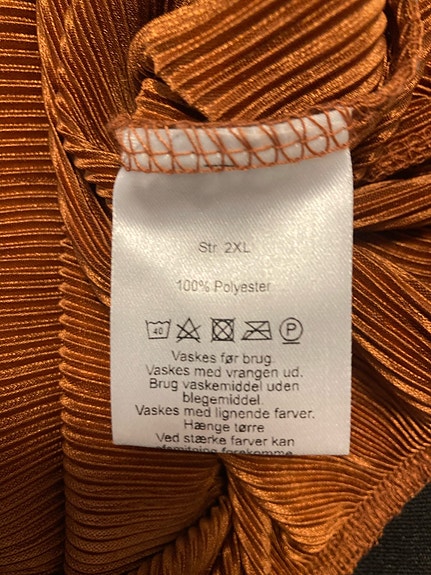 Str 2XL
100% Polyester
40 P
Vaskes før brug.
Vaskes med vrangen ud.
Brug vaskemiddel uden
blegemiddel.
Vaskes med lignende farver.
Hænge tørre
Ved stærke farver kan